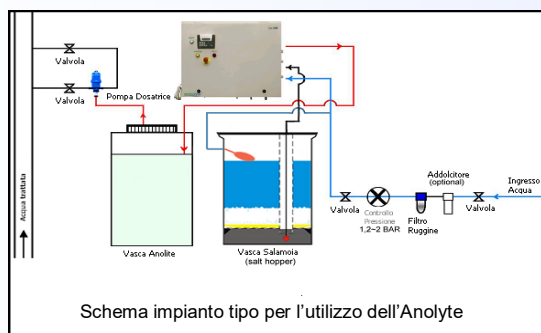 Valvola
Valvola
Pompa Dosatrice
Acqua trattata
Vasca Anolite
Vasca Salamoia
(salt hopper)
Valvola
Controllo
Pressione
1,2~2 BAR
Filtro
Ruggine
Addolcitore
(optional)
Valvola
Ingresso
Acqua
Schema impianto tipo per l’utilizzo dell’Anolyte